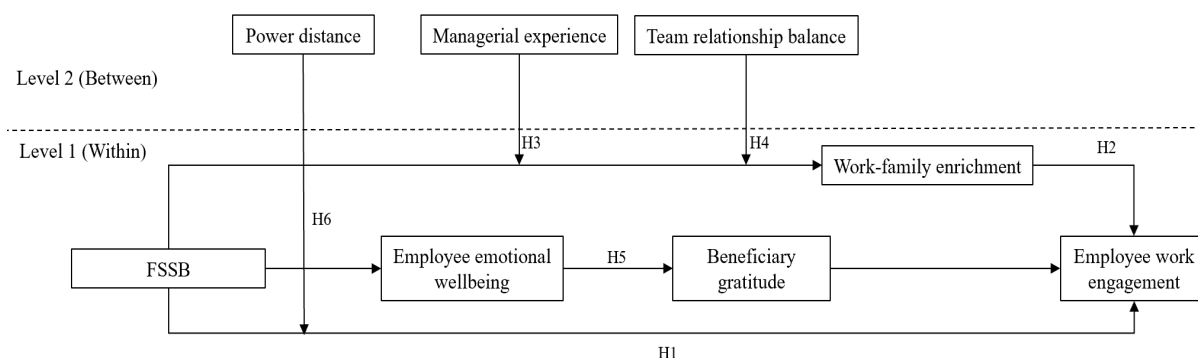 Power distance
Managerial experience
Team relationship balance
Level 2 (Between)
Level 1 (Within)
H3
H4
H2
Work-family enrichment
H6
FSSB
Employee emotional
wellbeing
H5
Beneficiary
gratitude
Employee work
engagement
H1